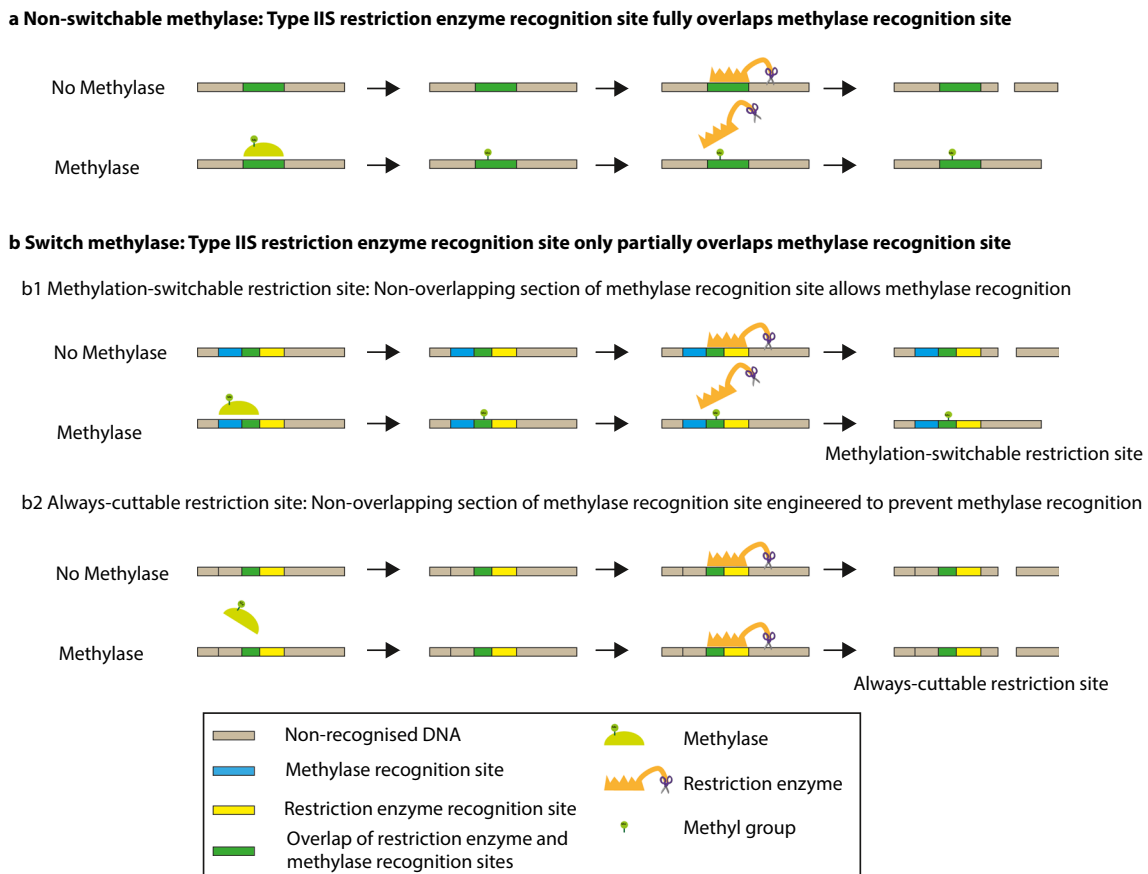 a Non-switchable methylase: Type IIS restriction enzyme recognition site fully overlaps methylase recognition site
No Methylase
Methylase
b Switch methylase: Type IIS restriction enzyme recognition site only partially overlaps methylase recognition site
b1 Methylation-switchable restriction site: Non-overlapping section of methylase recognition site allows methylase recognition
No Methylase
Methylase
Methylation-switchable restriction site
b2 Always-cuttable restriction site: Non-overlapping section of methylase recognition site engineered to prevent methylase recognition
No Methylase
Methylase
Always-cuttable restriction site
Non-recognised DNA
Methylase recognition site
Restriction enzyme recognition site
Overlap of restriction enzyme and
methylase recognition sites
Methylase
Restriction enzyme
Methyl group